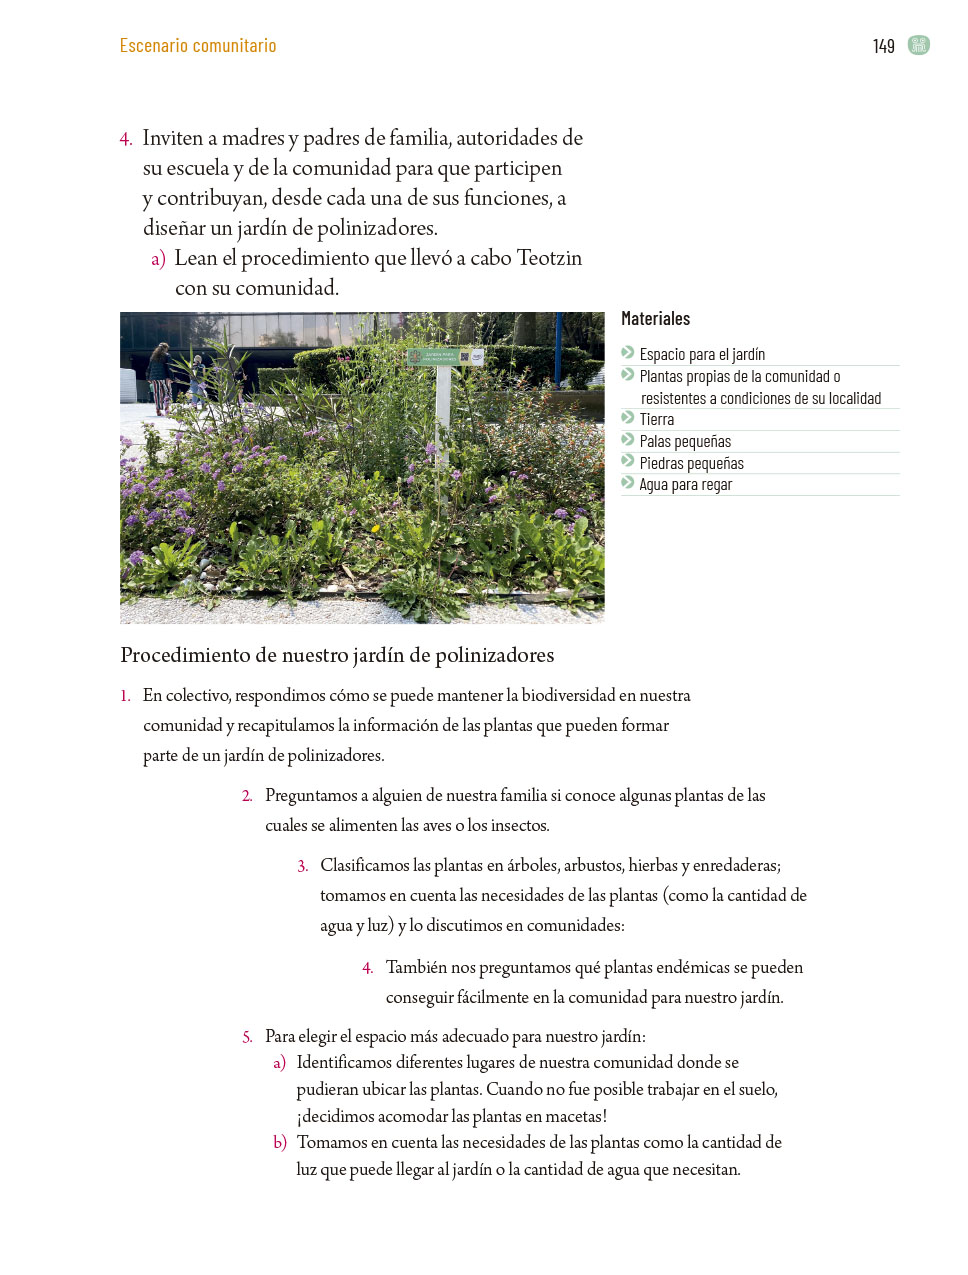 Escenario comunitario
149
4. Inviten a madres y padres de familia, autoridades de
su escuela y de la comunidad para que participen
y contribuyan, desde cada una de sus funciones, a
diseñar un jardín de polinizadores.
a) Lean el procedimiento que llevó a cabo Teotzin
con su comunidad.
JARDÍN PARA
POLINIZADORES
Materiales
Espacio para el jardín
Plantas propias de la comunidad o
resistentes a condiciones de su localidad
Tierra
Palas pequeñas
Piedras pequeñas
Agua para regar
Procedimiento de nuestro jardín de polinizadores
1. En colectivo, respondimos cómo se puede mantener la biodiversidad en nuestra
comunidad y recapitulamos la información de las plantas que pueden formar
parte de un jardín de polinizadores.
2. Preguntamos a alguien de nuestra familia si conoce algunas plantas de las
cuales se alimenten las aves o los insectos.
3. Clasificamos las plantas en árboles, arbustos, hierbas y enredaderas;
tomamos en cuenta las necesidades de las plantas (como la cantidad de
agua y luz) y lo discutimos en comunidades:
4. También nos preguntamos qué plantas endémicas se pueden
conseguir fácilmente en la comunidad para nuestro jardín.
5. Para elegir el espacio más adecuado para nuestro jardín:
a) Identificamos diferentes lugares de nuestra comunidad donde se
pudieran ubicar las plantas. Cuando no fue posible trabajar en el suelo,
¡decidimos acomodar las plantas en macetas!
b) Tomamos en cuenta las necesidades de las plantas como la cantidad de
luz que puede llegar al jardín o la cantidad de agua que necesitan.